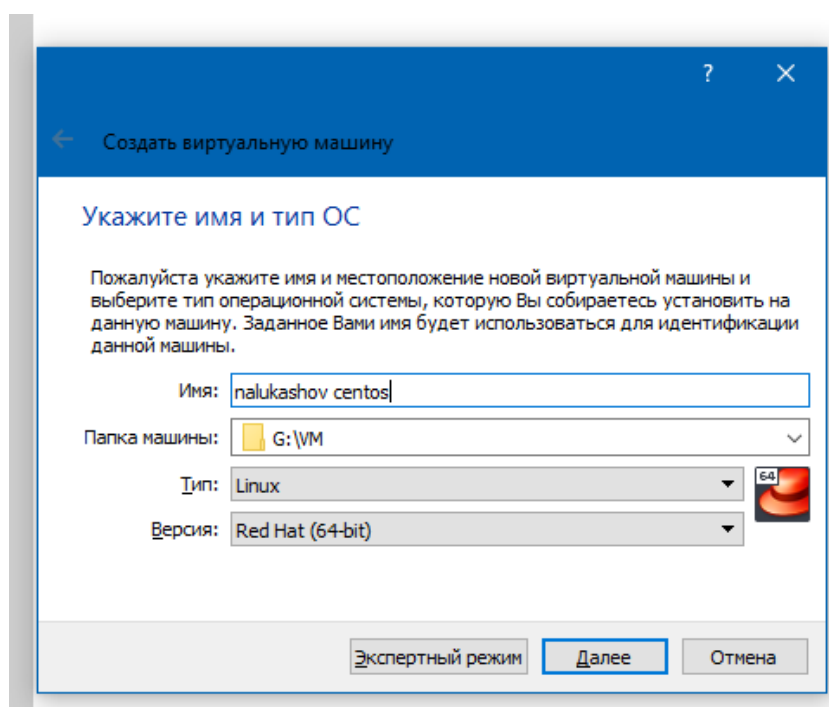 ?
Создать виртуальную машину
Укажите имя и тип ОС
Пожалуйста укажите имя и местоположение новой виртуальной машины и
выберите тип операционной системы, которую Вы собираетесь установить на
данную машину. Заданное Вами имя будет использоваться для идентификации
данной машины.
Имя: nalukashov centos
Папка машины: G:\VM
Тип: Linux
64
Версия: Red Hat (64-bit)
Экспертный режим Далее Отмена